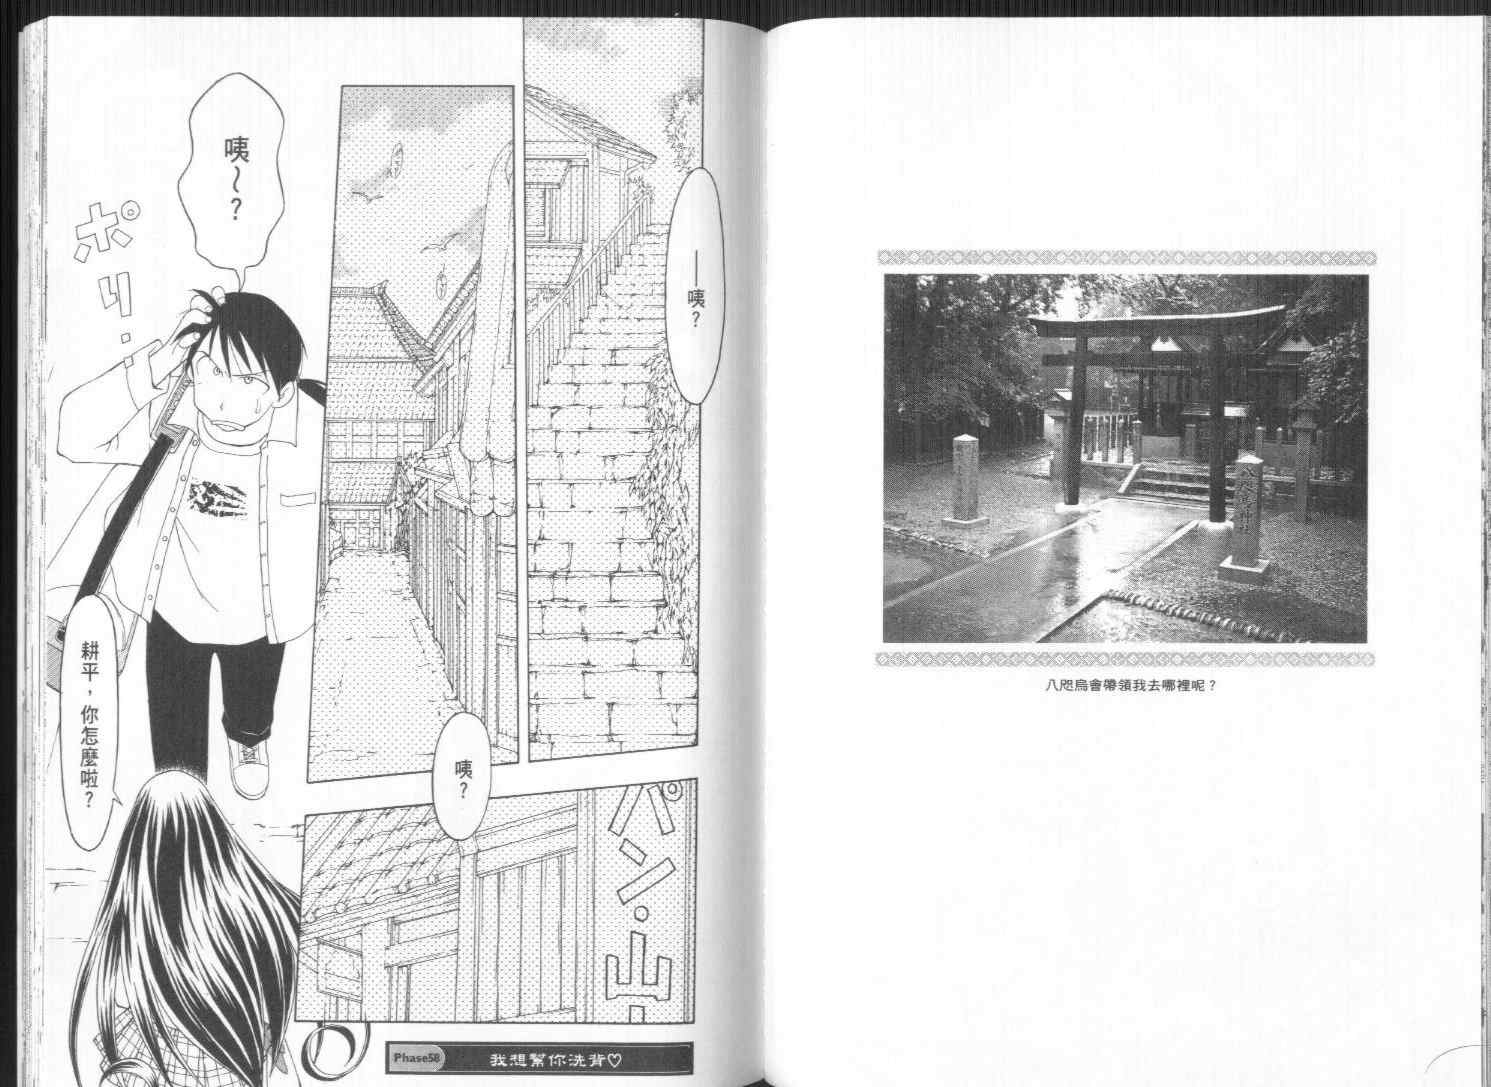 八咫烏會帶領我去哪裡呢？
——咦？
咦？
パン．山
咦～？
ポリ．
耕平，你怎麼啦？
Phase58
我想幫你洗背♡